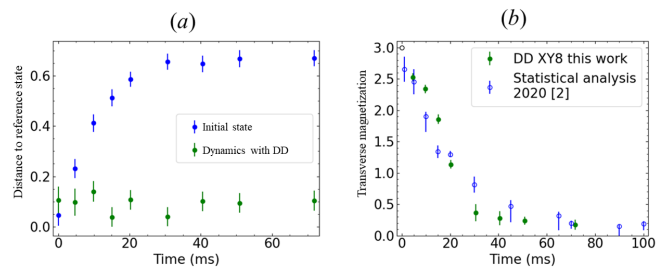 (a)
(b)
Distance to reference state
0.6
0.4
0.2
0.0
Initial state
Dynamics with DD
0
20
40
60
Time (ms)
Transverse magnetization
3.0
2.5
2.0
1.5
1.0
0.5
0.0
DD XY8 this work
Statistical analysis
2020 [2]
0
20
40
60
80
100
Time (ms)